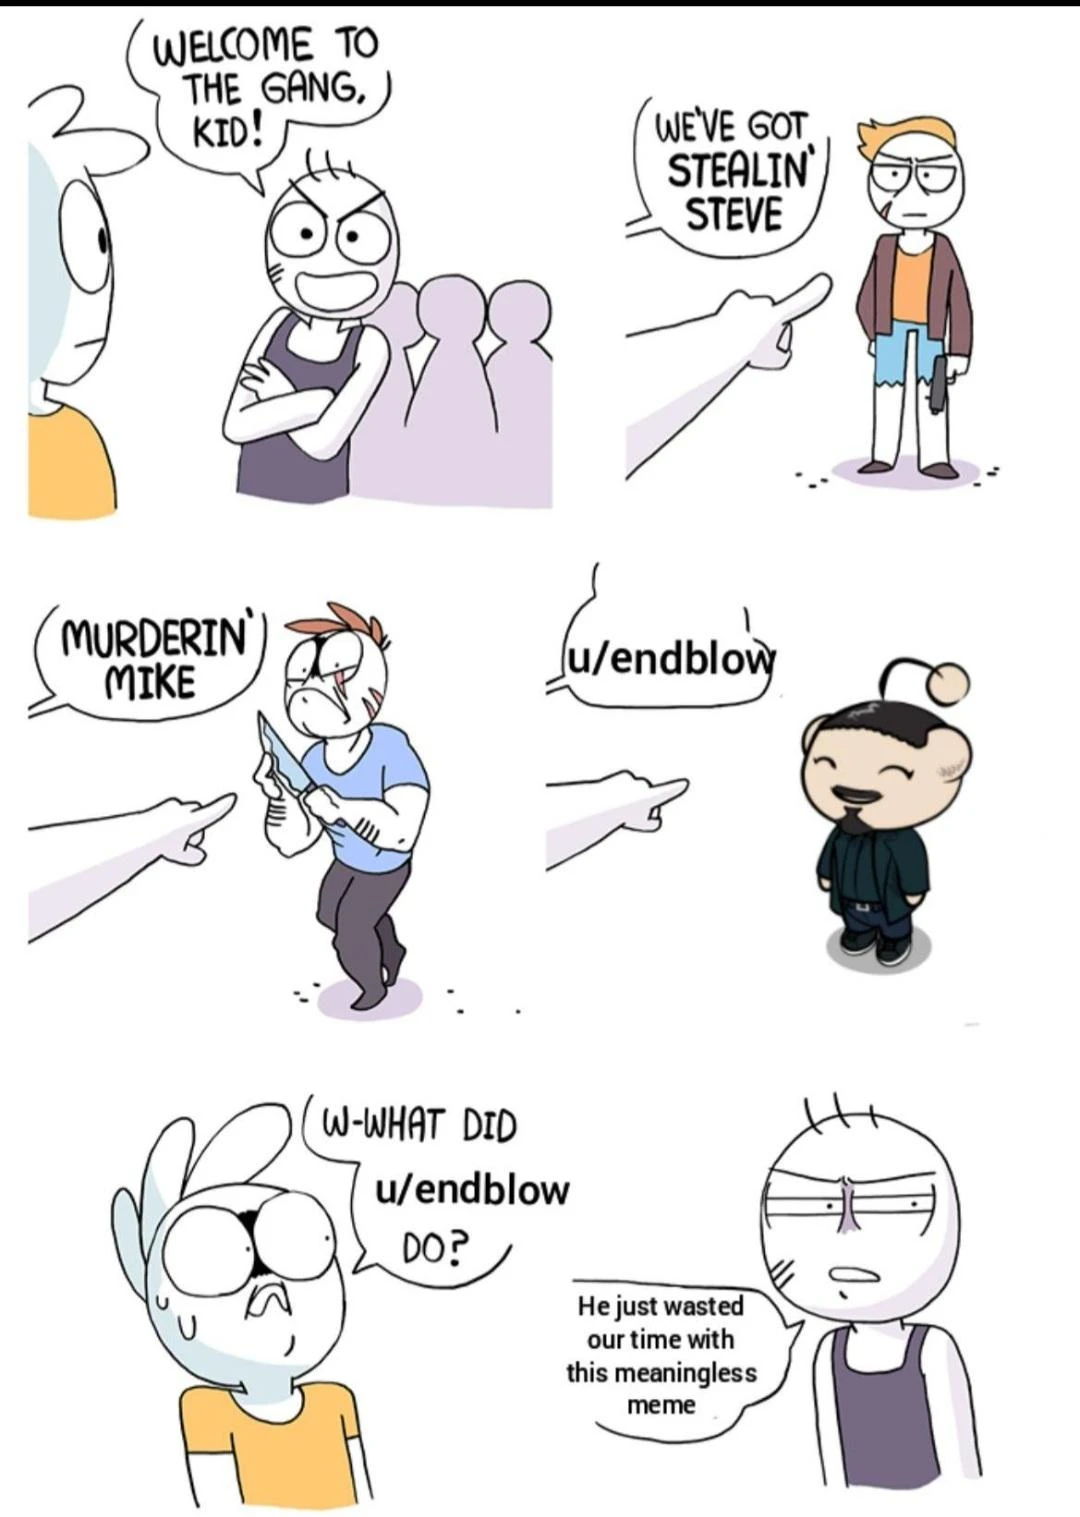 WELCOME TO
THE GANG,
KID!
WE'VE GOT
STEALIN'
STEVE
MURDERIN'
MIKE
u/endblow
W-WHAT DID
u/endblow
DO?
He just wasted
our time with
this meaningless
meme